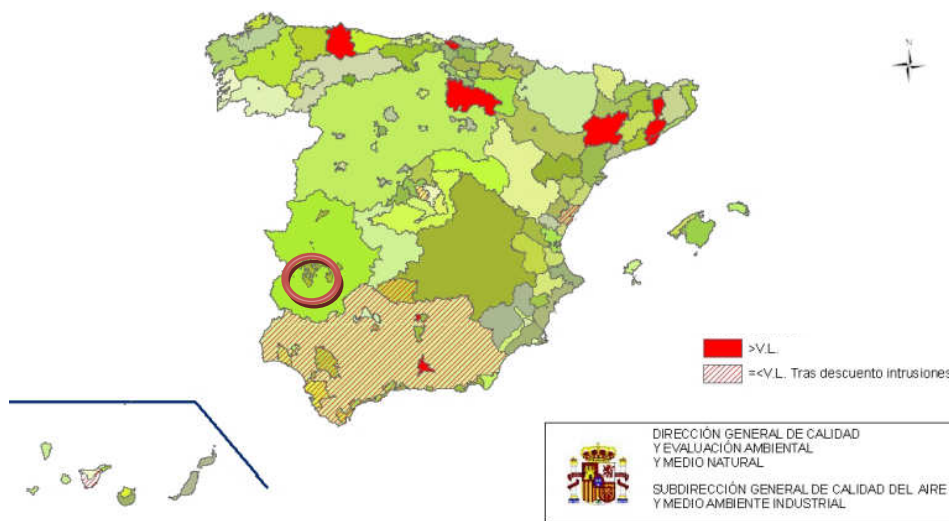 N
>V.L.
=<V.L. Tras descuento intrusiones
DIRECCIÓN GENERAL DE CALIDAD
Y EVALUACIÓN AMBIENTAL
Y MEDIO NATURAL
SUBDIRECCIÓN GENERAL DE CALIDAD DEL AIRE
Y MEDIO AMBIENTE INDUSTRIAL